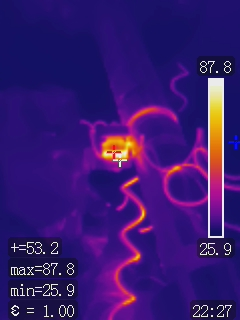 87.8
25.9
+=53.2
max=87.8
min=25.9
ε = 1.00
22:27